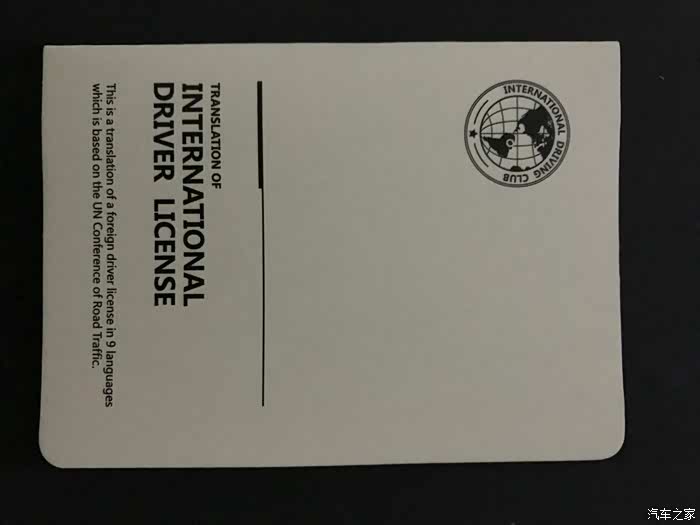 INTERNATIONAL DRIVING CLUB
TRANSLATION OF
INTERNATIONAL
DRIVER LICENSE
This is a translation of a foreign driver license in 9 languages
which is based on the UN Conference of Road Traffic.
汽车之家